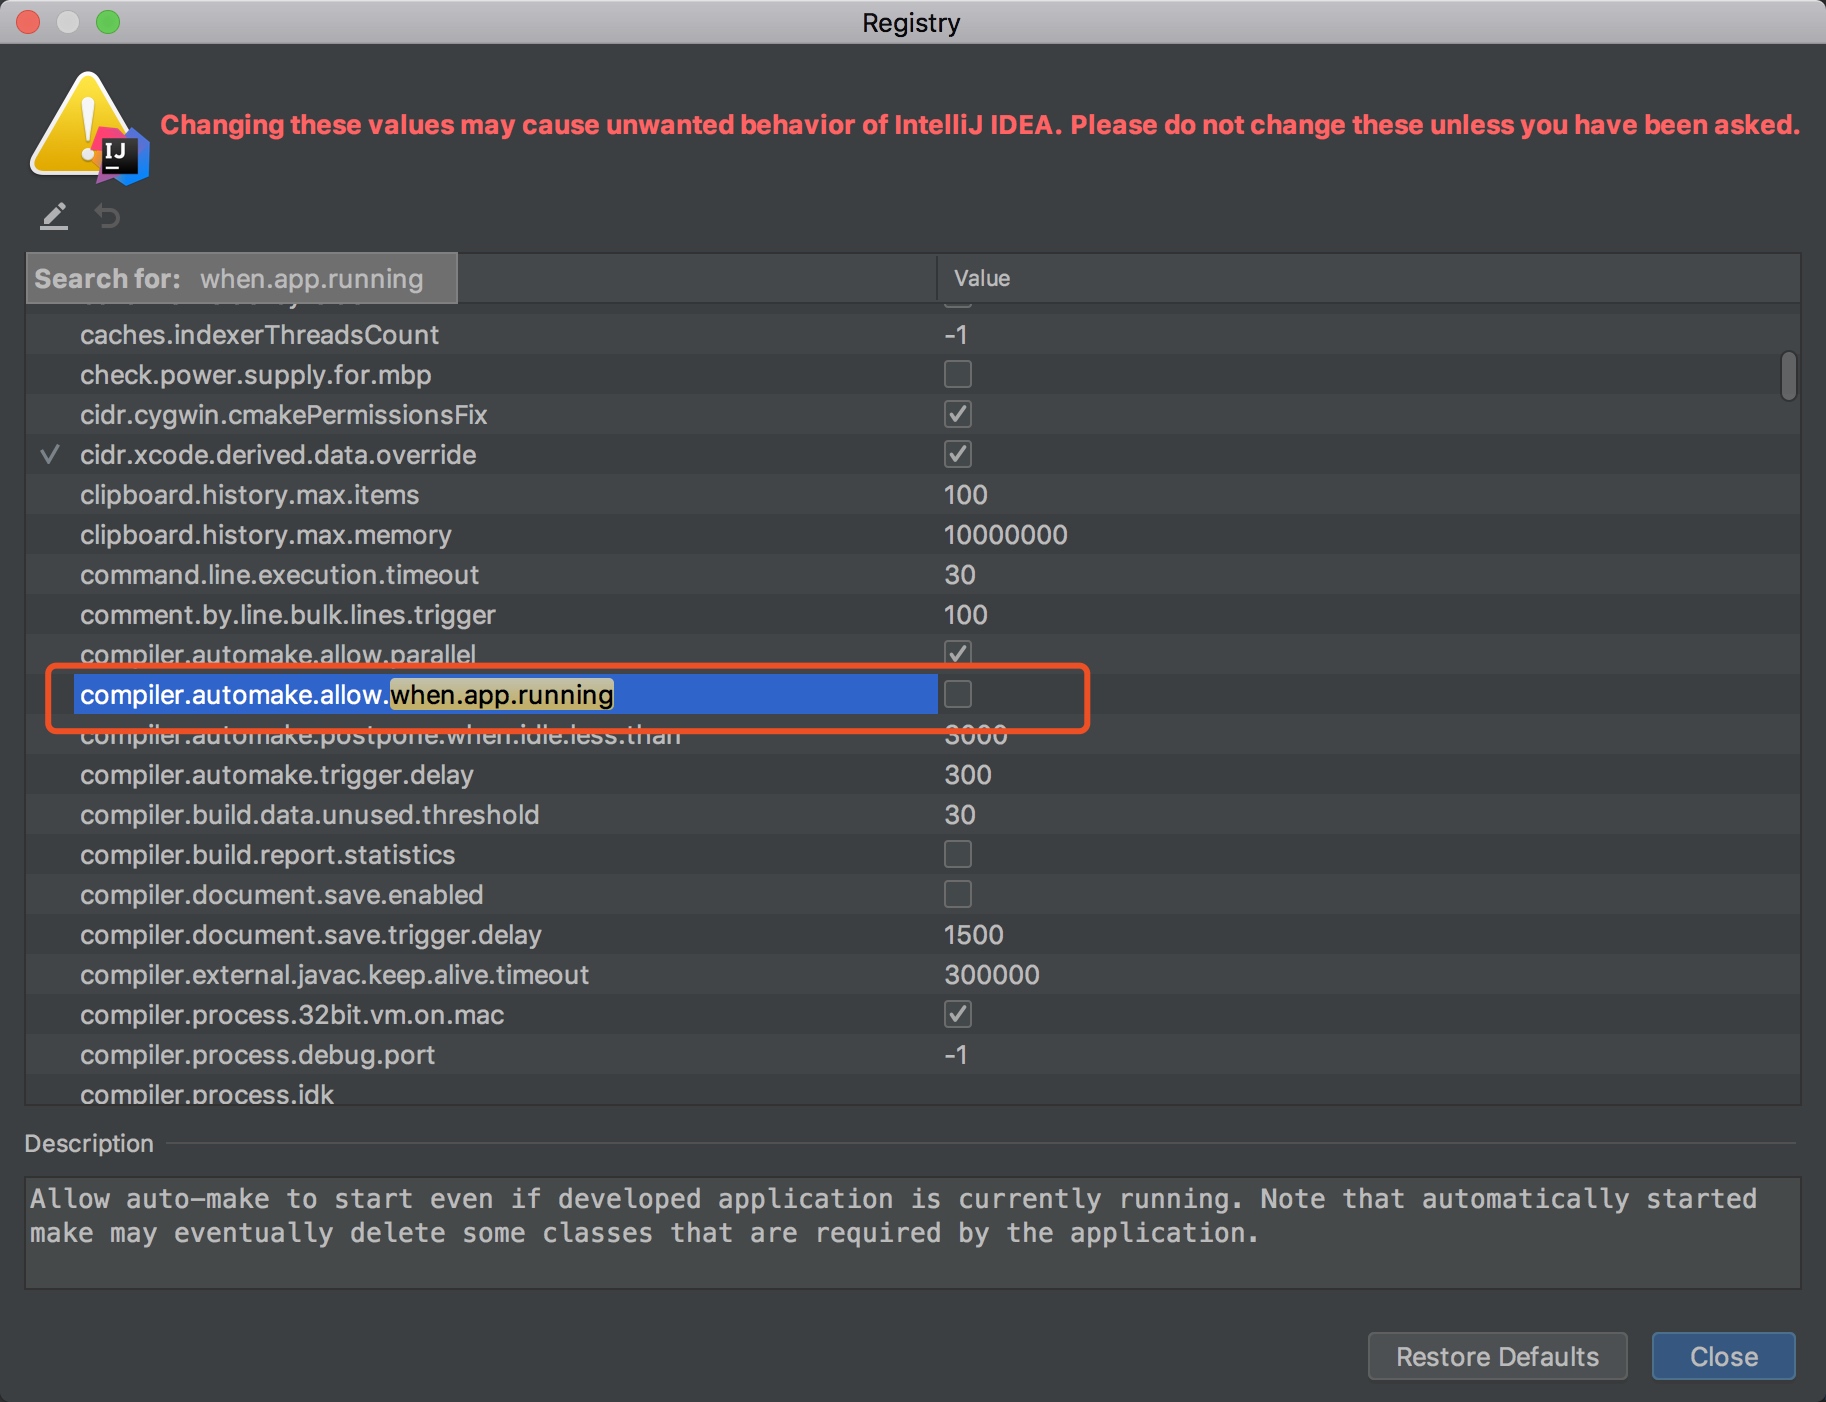 Registry
Changing these values may cause unwanted behavior of IntelliJ IDEA. Please do not change these unless you have been asked.
IJ
Search for: when.app.running
Value
caches.indexerThreadsCount -1
check.power.supply.for.mbp
cidr.cygwin.cmakePermissionsFix
cidr.xcode.derived.data.override
clipboard.history.max.items 100
clipboard.history.max.memory 10000000
command.line.execution.timeout 30
comment.by.line.bulk.lines.trigger 100
compiler.automake.allow.parallel
compiler.automake.allow.when.app.running
compiler.automake.postpone.when.idle.less.than 3000
compiler.automake.trigger.delay 300
compiler.build.data.unused.threshold 30
compiler.build.report.statistics
compiler.document.save.enabled
compiler.document.save.trigger.delay 1500
compiler.external.javac.keep.alive.timeout 300000
compiler.process.32bit.vm.on.mac
compiler.process.debug.port -1
compiler.process.jdk
Description
Allow auto-make to start even if developed application is currently running. Note that automatically started
make may eventually delete some classes that are required by the application.
Restore Defaults
Close